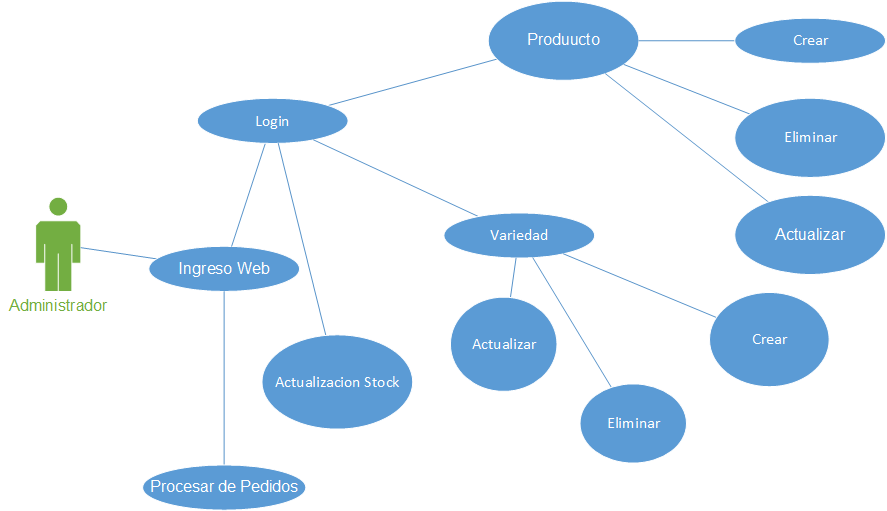 Produucto
Crear
Login
Eliminar
Variedad
Actualizar
Ingreso Web
Administrador
Actualizar
Crear
Actualizacion Stock
Eliminar
Procesar de Pedidos